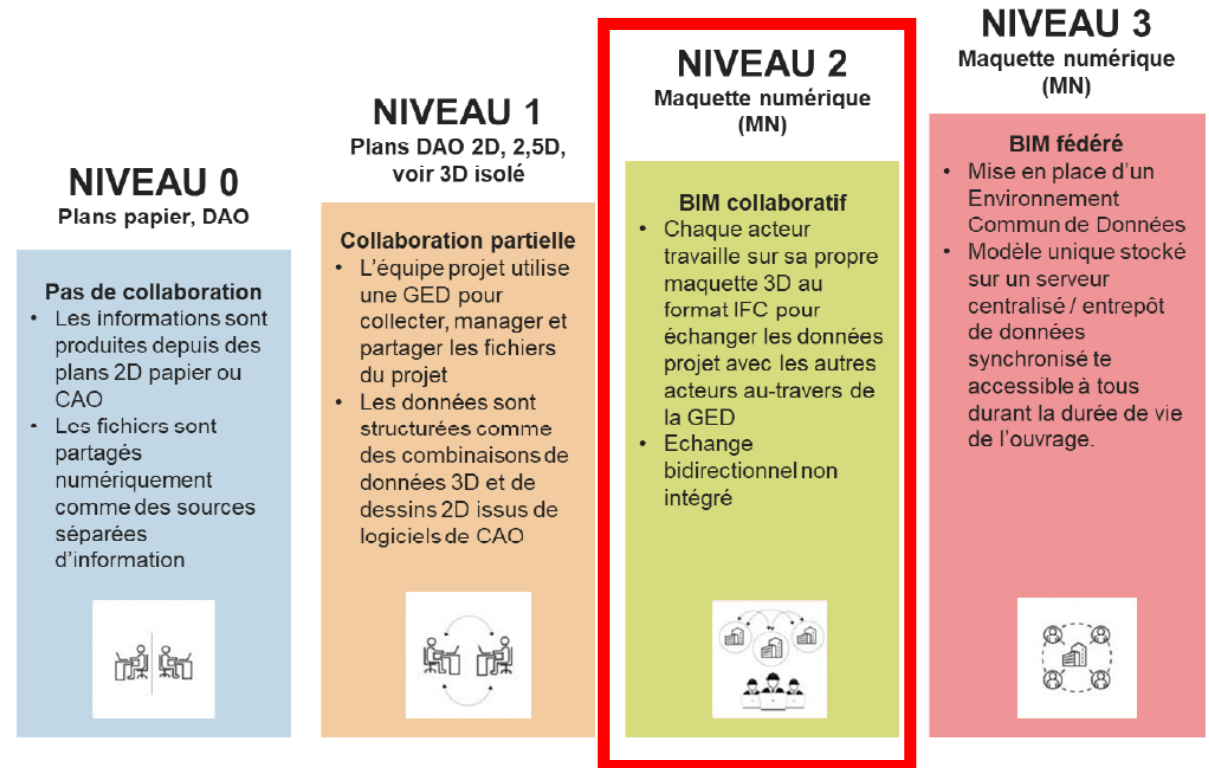 NIVEAU 0
Plans papier, DAO
Pas de collaboration
• Les informations sont
produites depuis des
plans 2D papier ou
CAO
• Les fichiers sont
partagés
numériquement
comme des sources
séparées
d’information
NIVEAU 1
Plans DAO 2D, 2,5D,
voir 3D isolé
Collaboration partielle
• L’équipe projet utilise
une GED pour
collecter, manager et
partager les fichiers
du projet
• Les données sont
structurées comme
des combinaisons de
données 3D et de
dessins 2D issus de
logiciels de CAO
NIVEAU 2
Maquette numérique
(MN)
BIM collaboratif
• Chaque acteur
travaille sur sa propre
maquette 3D au
format IFC pour
échanger les données
projet avec les autres
acteurs au-travers de
la GED
• Echange
bidirectionnel non
intégré
NIVEAU 3
Maquette numérique
(MN)
BIM fédéré
• Mise en place d’un
Environnement
Commun de Données
• Modèle unique stocké
sur un serveur
centralisé / entrepôt
de données
synchronisé te
accessible à tous
durant la durée de vie
de l’ouvrage.